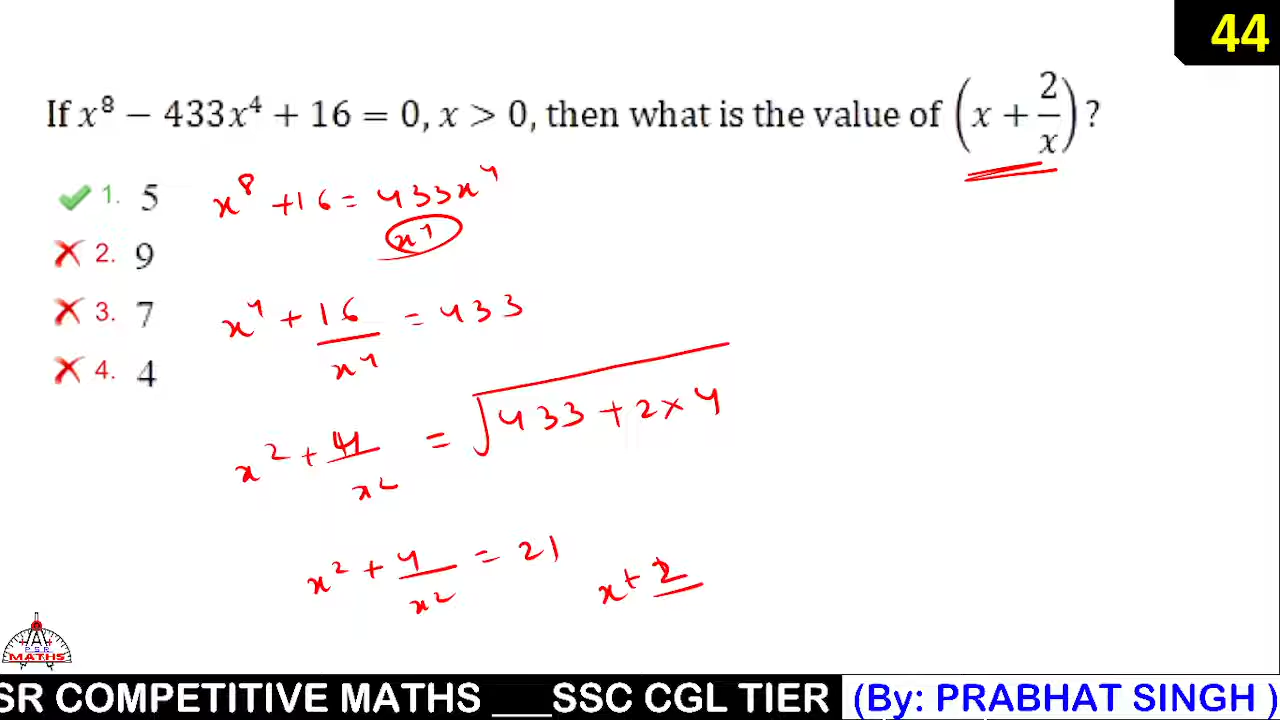 44
If x⁸ − 433x⁴ + 16 = 0, x > 0, then what is the value of (x + 2/x)?
1. 5
2. 9
3. 7
4. 4
x⁸ + 16 = 433x⁴
x⁴
x⁴ + 16/x⁴ = 433
x² + 4/x² = √(433 + 2 × 4)
x² + 4/x² = 21
x + 2
PSR
MATHS
SR COMPETITIVE MATHS ___SSC CGL TIER (By: PRABHAT SINGH )